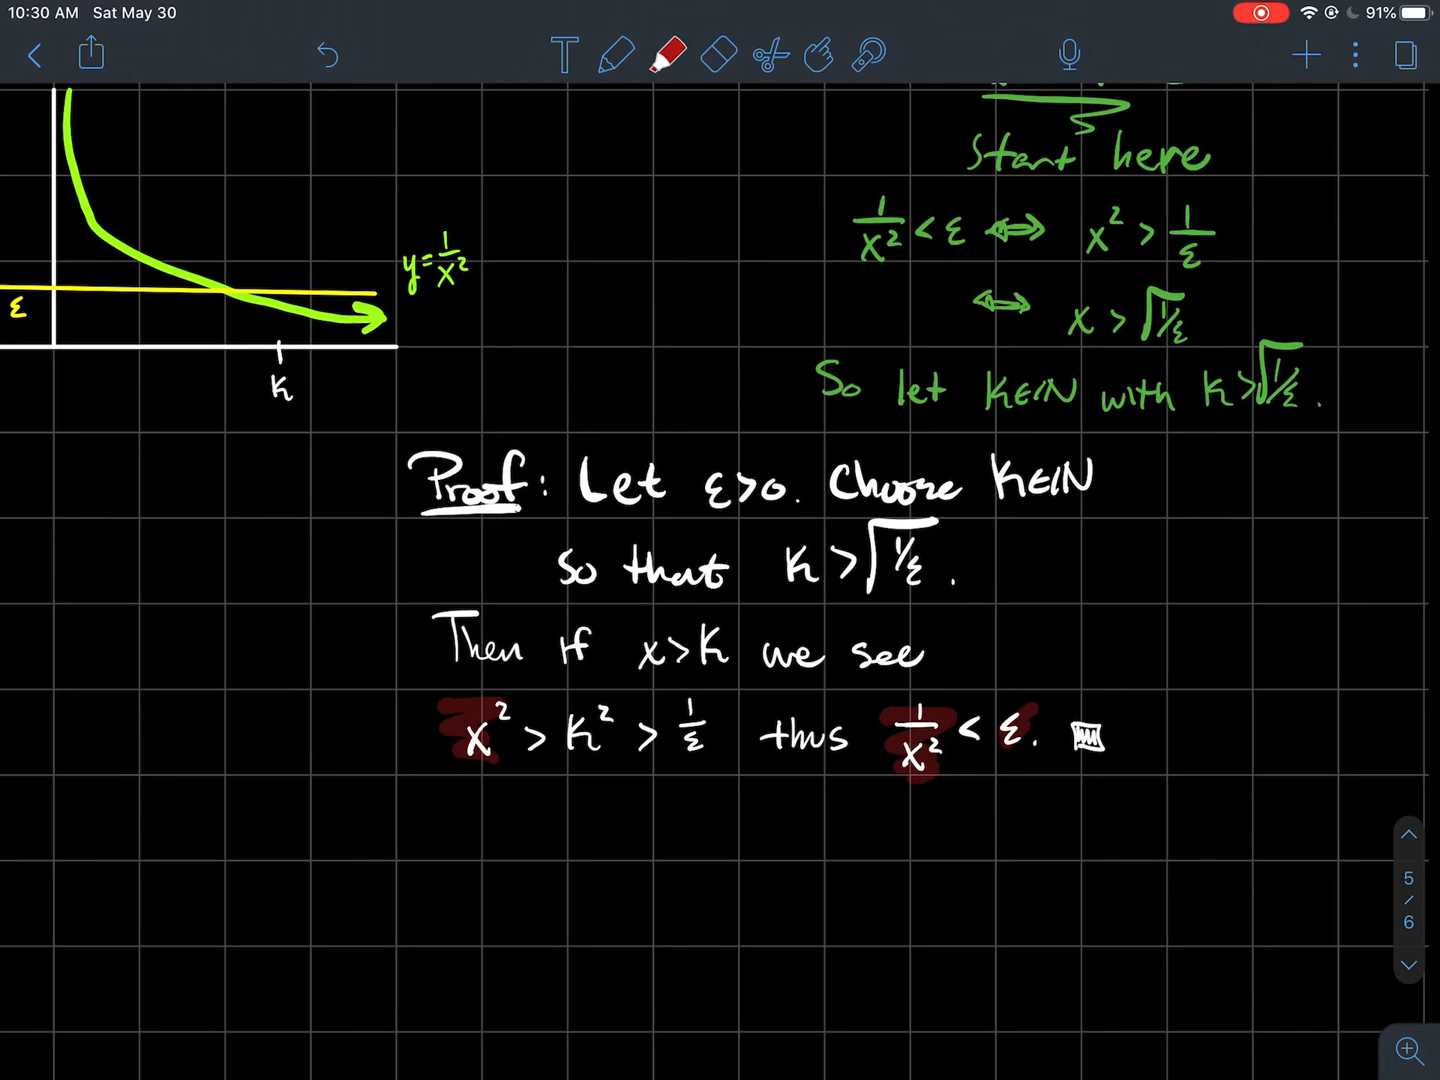 10:30 AM Sat May 30
91%
T
Start here
1/x² < ε ⟺ x² > 1/ε
⟺ x > √(1/ε)
So let K∈ℕ with K > √(1/ε).
y = 1/x²
ε
K
Proof: Let ε>0. Choose K∈ℕ
so that K > √(1/ε).
Then if x>K we see
x² > K² > 1/ε thus 1/x² < ε.
5
/
6